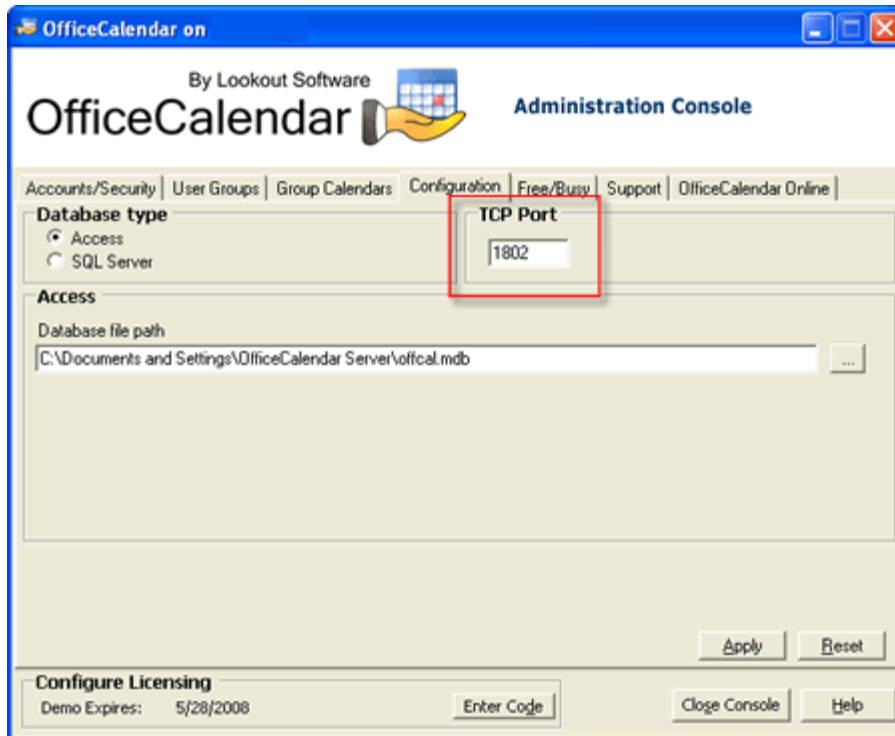 OfficeCalendar on
By Lookout Software
OfficeCalendar
Administration Console
Accounts/Security User Groups Group Calendars Configuration Free/Busy Support OfficeCalendar Online
Database type
Access
SQL Server
TCP Port
1802
Access
Database file path
C:\Documents and Settings\OfficeCalendar Server\offcal.mdb
...
Apply Reset
Configure Licensing
Demo Expires: 5/28/2008
Enter Code
Close Console Help